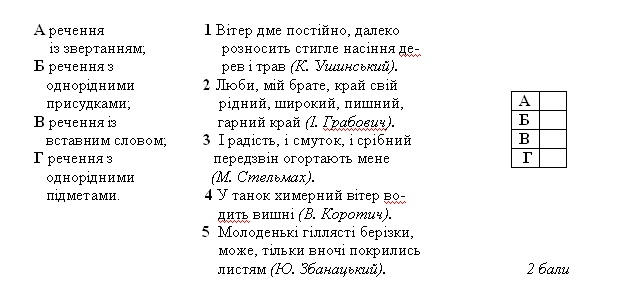 А речення
із звертанням;
Б речення з
однорідними
присудками;
В речення із
вставним словом;
Г речення з
однорідними
підметами.
1 Вітер дме постійно, далеко
розносить стигле насіння де-
рев і трав (К. Ушинський).
2 Люби, мій брате, край свій
рідний, широкий, пишний,
гарний край (І. Грабович).
3 І радість, і смуток, і срібний
передзвін огортають мене
(М. Стельмах).
4 У танок химерний вітер во-
дить вишні (В. Коротич).
5 Молоденькі гіллясті берізки,
може, тільки вночі покрились
листям (Ю. Збанацький).
А
Б
В
Г
2 бали